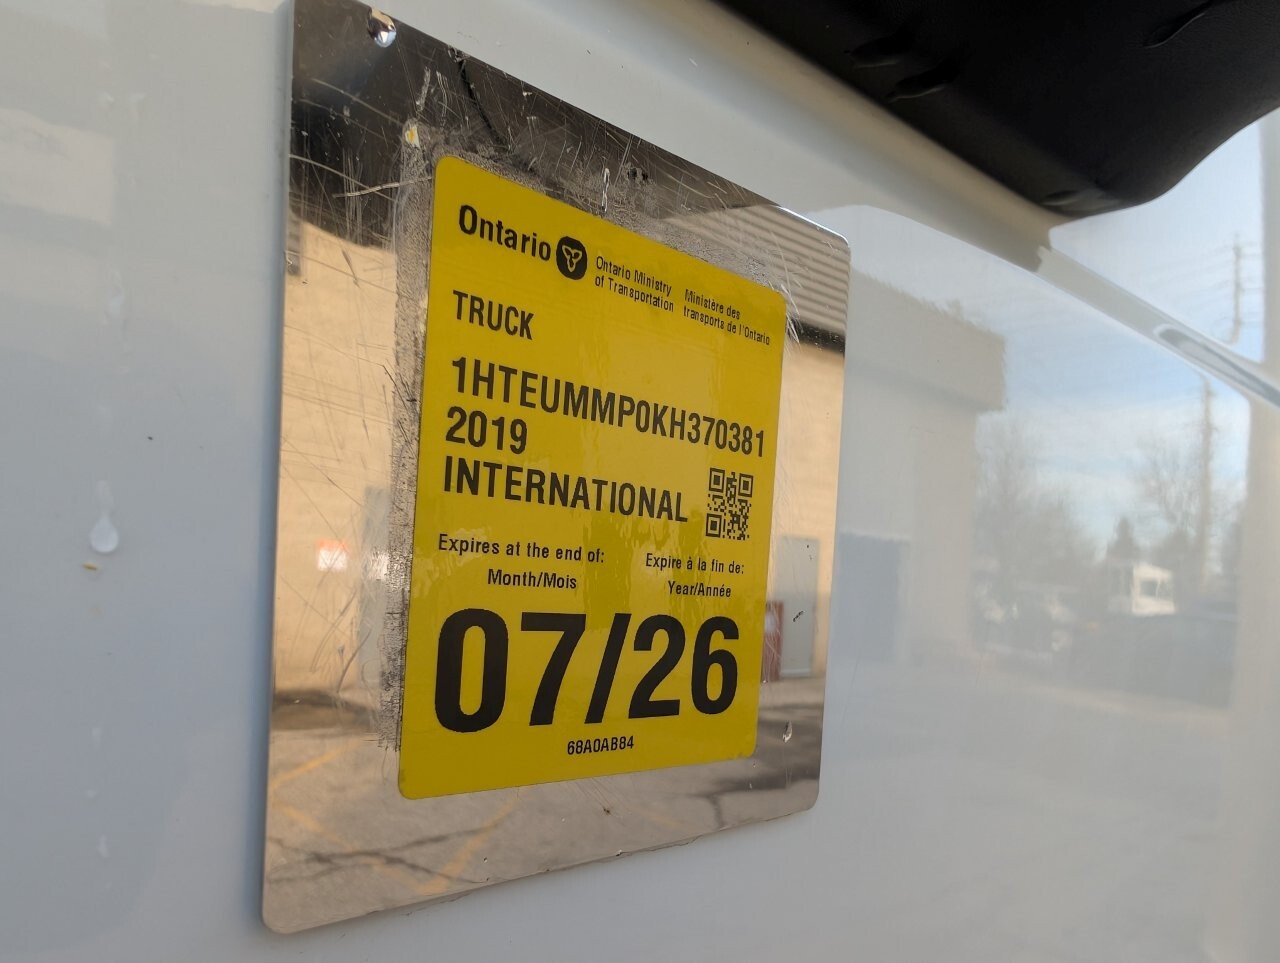 Ontario
Ontario Ministry
of Transportation
Ministère des
transports de l'Ontario
TRUCK
1HTEUMMP0KH370381
2019
INTERNATIONAL
Expires at the end of:
Month/Mois
Expire à la fin de:
Year/Année
07/26
68A0AB84